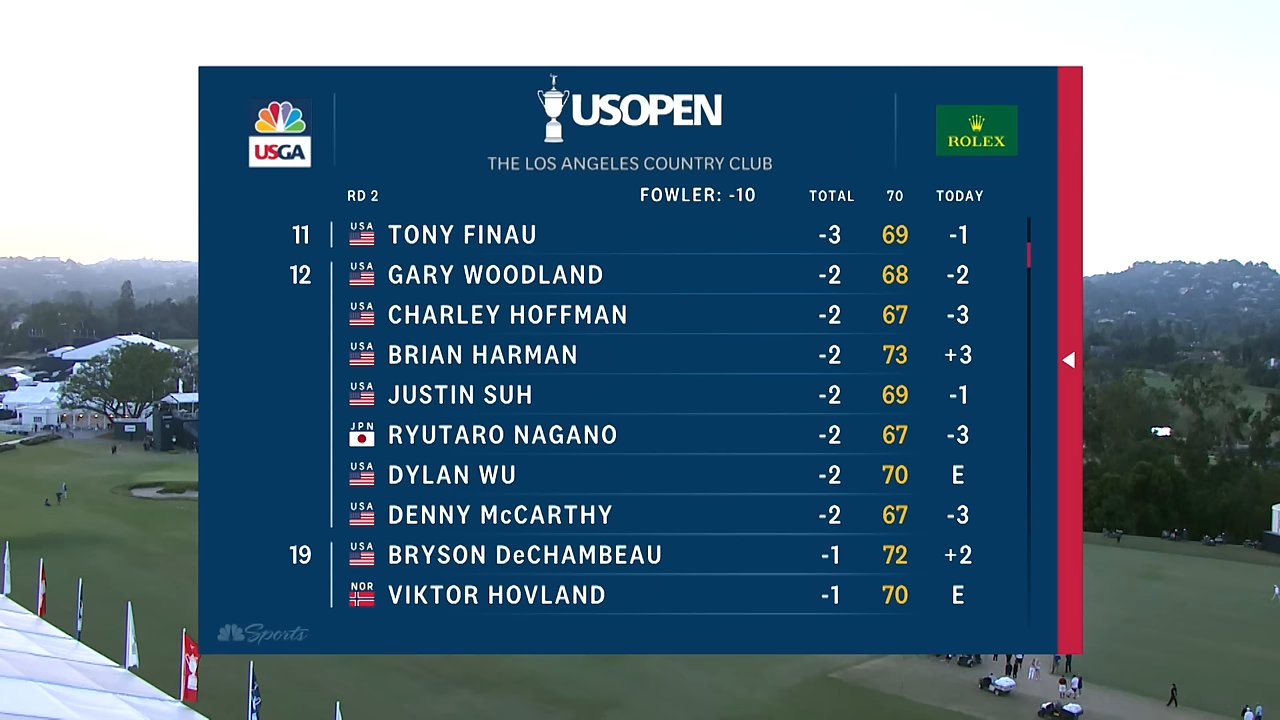 USOPEN
USGA
ROLEX
THE LOS ANGELES COUNTRY CLUB
RD 2 FOWLER: -10 TOTAL 70 TODAY
11 USA TONY FINAU -3 69 -1
12 USA GARY WOODLAND -2 68 -2
USA CHARLEY HOFFMAN -2 67 -3
USA BRIAN HARMAN -2 73 +3
USA JUSTIN SUH -2 69 -1
JPN RYUTARO NAGANO -2 67 -3
USA DYLAN WU -2 70 E
USA DENNY McCARTHY -2 67 -3
19 USA BRYSON DeCHAMBEAU -1 72 +2
NOR VIKTOR HOVLAND -1 70 E
Sports